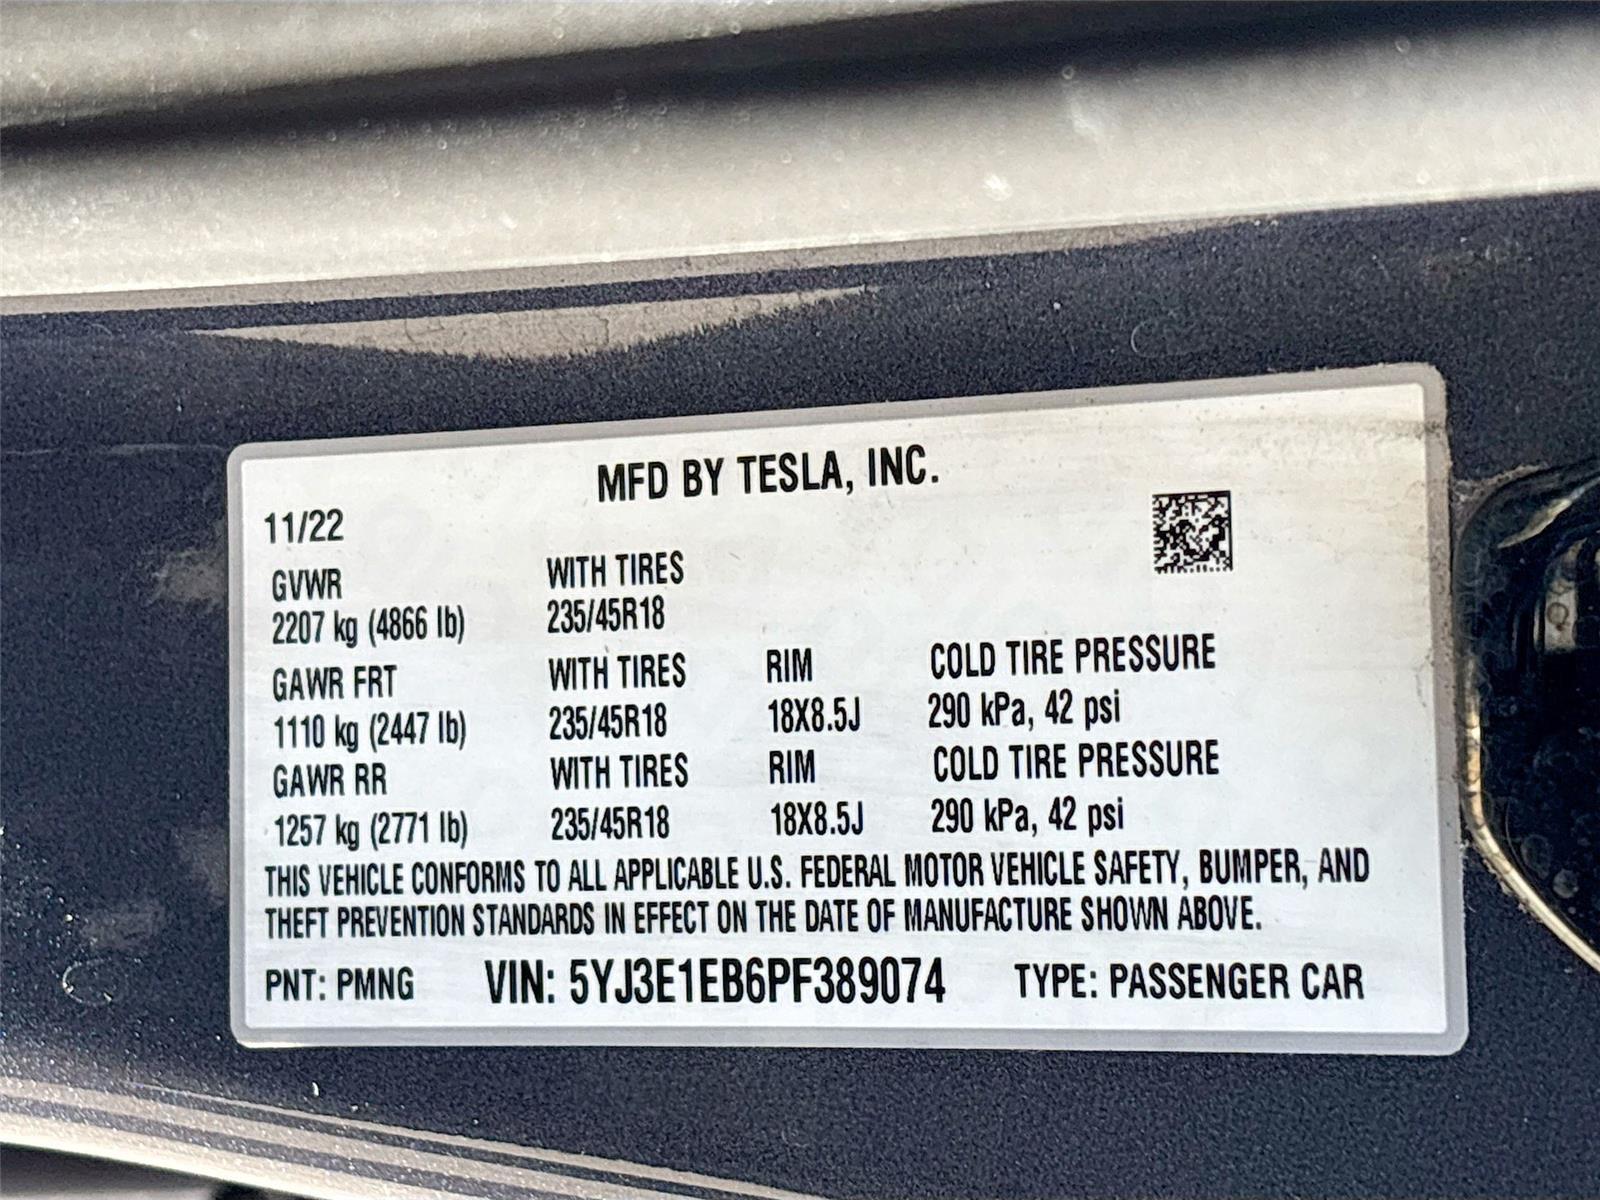 MFD BY TESLA, INC.
11/22
GVWR WITH TIRES
2207 kg (4866 lb) 235/45R18
GAWR FRT WITH TIRES RIM COLD TIRE PRESSURE
1110 kg (2447 lb) 235/45R18 18X8.5J 290 kPa, 42 psi
GAWR RR WITH TIRES RIM COLD TIRE PRESSURE
1257 kg (2771 lb) 235/45R18 18X8.5J 290 kPa, 42 psi
THIS VEHICLE CONFORMS TO ALL APPLICABLE U.S. FEDERAL MOTOR VEHICLE SAFETY, BUMPER, AND
THEFT PREVENTION STANDARDS IN EFFECT ON THE DATE OF MANUFACTURE SHOWN ABOVE.
PNT: PMNG VIN: 5YJ3E1EB6PF389074 TYPE: PASSENGER CAR